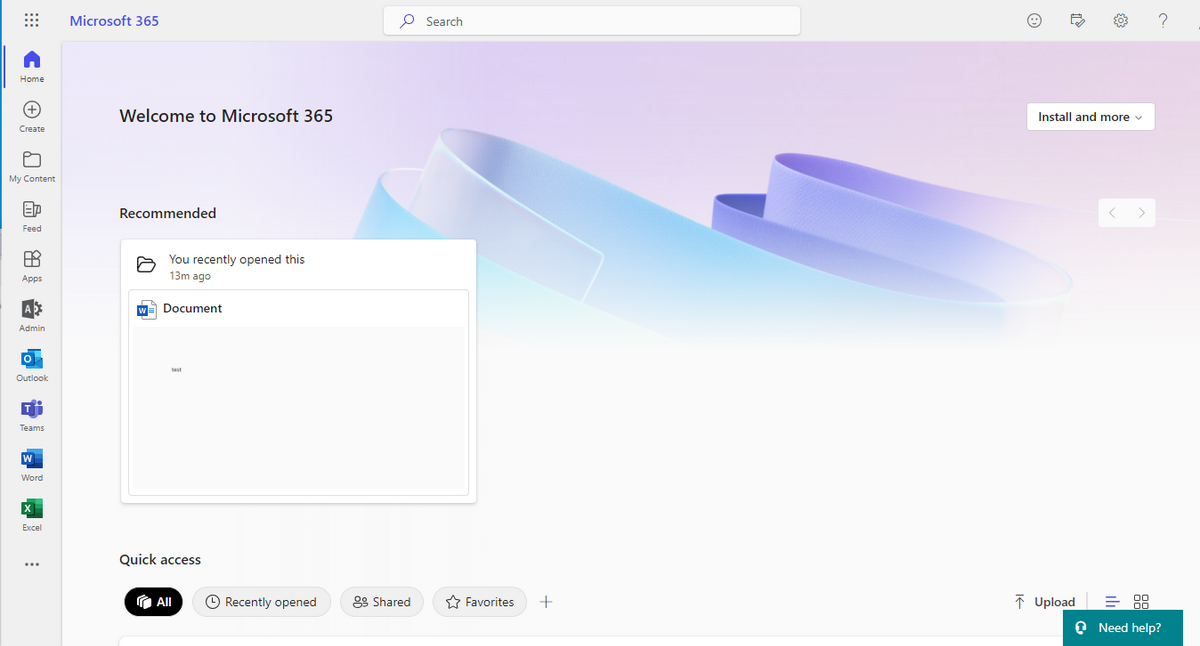 Microsoft 365
Search
Home
Create
My Content
Feed
Apps
Admin
Outlook
Teams
Word
Excel
Welcome to Microsoft 365
Install and more
Recommended
You recently opened this
13m ago
Document
test
Quick access
All
Recently opened
Shared
Favorites
Upload
Need help?